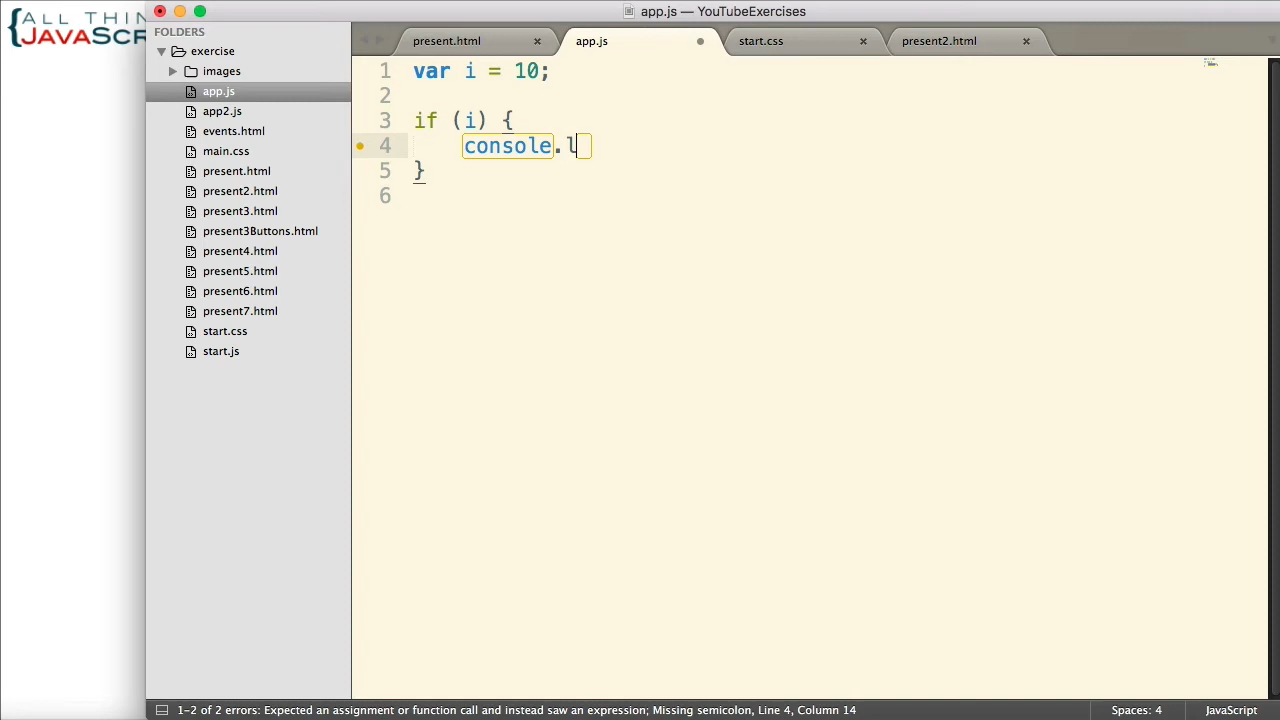 {ALL THIN
JAVASCR
app.js — YouTubeExercises
FOLDERS
exercise
images
app.js
app2.js
events.html
main.css
present.html
present2.html
present3.html
present3Buttons.html
present4.html
present5.html
present6.html
present7.html
start.css
start.js
present.html
app.js
start.css
present2.html
1 var i = 10;
2
3 if (i) {
4 console.l
5 }
6
1-2 of 2 errors: Expected an assignment or function call and instead saw an expression; Missing semicolon, Line 4, Column 14
Spaces: 4
JavaScript